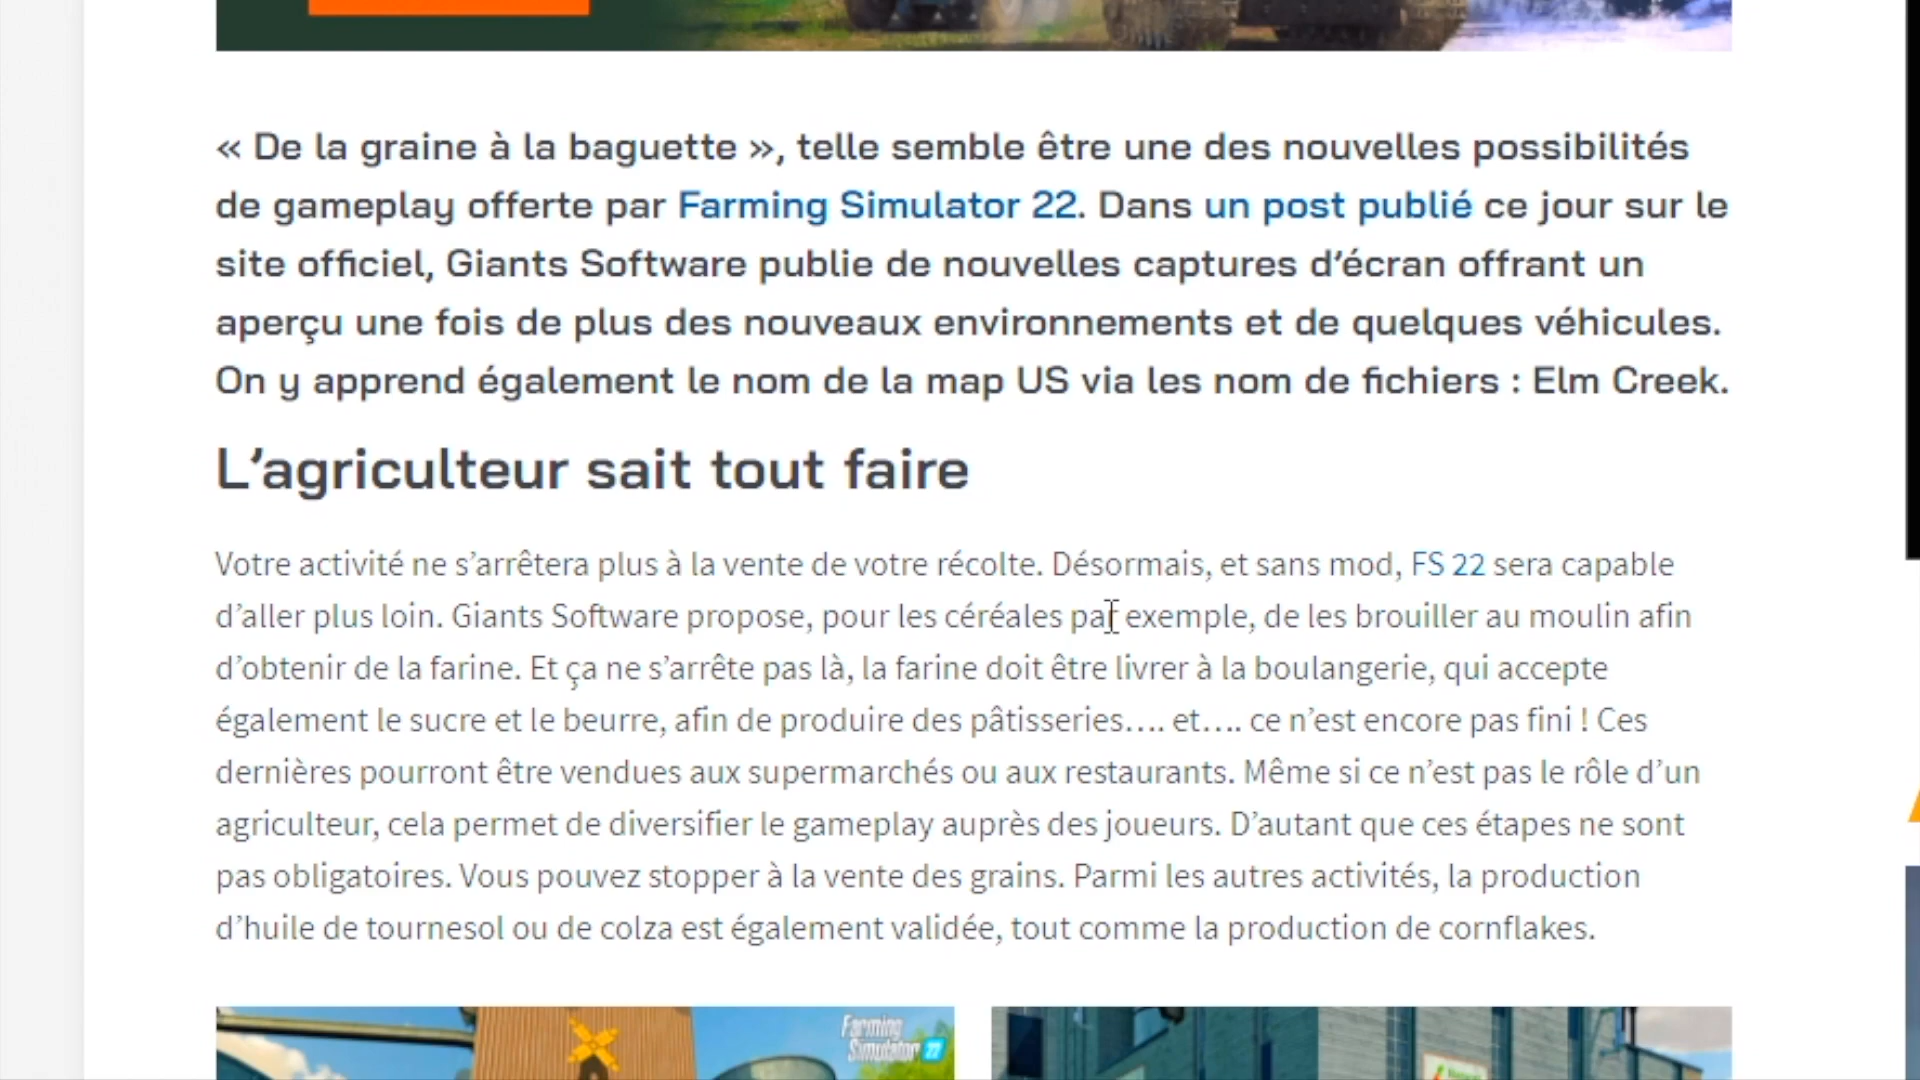 « De la graine à la baguette », telle semble être une des nouvelles possibilités
de gameplay offerte par Farming Simulator 22. Dans un post publié ce jour sur le
site officiel, Giants Software publie de nouvelles captures d’écran offrant un
aperçu une fois de plus des nouveaux environnements et de quelques véhicules.
On y apprend également le nom de la map US via les nom de fichiers : Elm Creek.
L’agriculteur sait tout faire
Votre activité ne s’arrêtera plus à la vente de votre récolte. Désormais, et sans mod, FS 22 sera capable
d’aller plus loin. Giants Software propose, pour les céréales par exemple, de les brouiller au moulin afin
d’obtenir de la farine. Et ça ne s’arrête pas là, la farine doit être livrer à la boulangerie, qui accepte
également le sucre et le beurre, afin de produire des pâtisseries…. et…. ce n’est encore pas fini ! Ces
dernières pourront être vendues aux supermarchés ou aux restaurants. Même si ce n’est pas le rôle d’un
agriculteur, cela permet de diversifier le gameplay auprès des joueurs. D’autant que ces étapes ne sont
pas obligatoires. Vous pouvez stopper à la vente des grains. Parmi les autres activités, la production
d’huile de tournesol ou de colza est également validée, tout comme la production de cornflakes.
Farming
Simulator 22